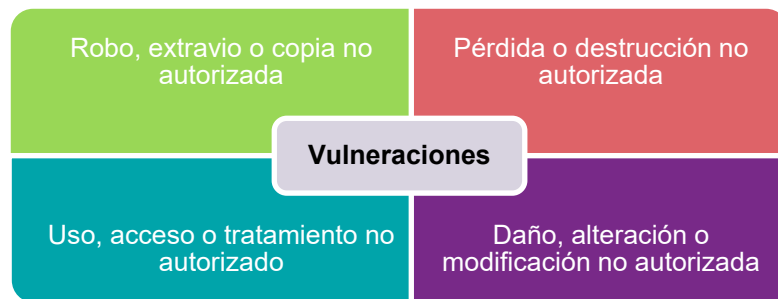 Robo, extravio o copia no
autorizada
Pérdida o destrucción no
autorizada
Vulneraciones
Uso, acceso o tratamiento no
autorizado
Daño, alteración o
modificación no autorizada